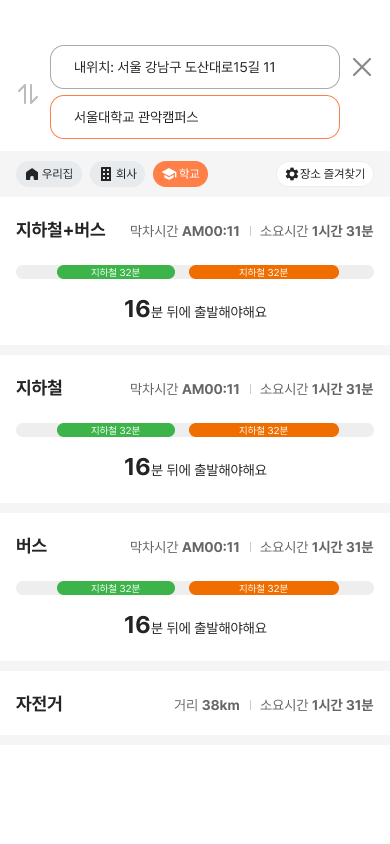 내위치: 서울 강남구 도산대로15길 11
서울대학교 관악캠퍼스
우리집 회사 학교 장소 즐겨찾기
지하철+버스 막차시간 AM00:11 소요시간 1시간 31분
지하철 32분 지하철 32분
16분 뒤에 출발해야해요
지하철 막차시간 AM00:11 소요시간 1시간 31분
지하철 32분 지하철 32분
16분 뒤에 출발해야해요
버스 막차시간 AM00:11 소요시간 1시간 31분
지하철 32분 지하철 32분
16분 뒤에 출발해야해요
자전거 거리 38km 소요시간 1시간 31분